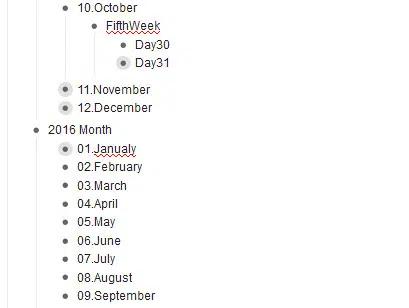 10.October
FifthWeek
Day30
Day31
11.November
12.December
2016 Month
01.Janualy
02.February
03.March
04.April
05.May
06.June
07.July
08.August
09.September